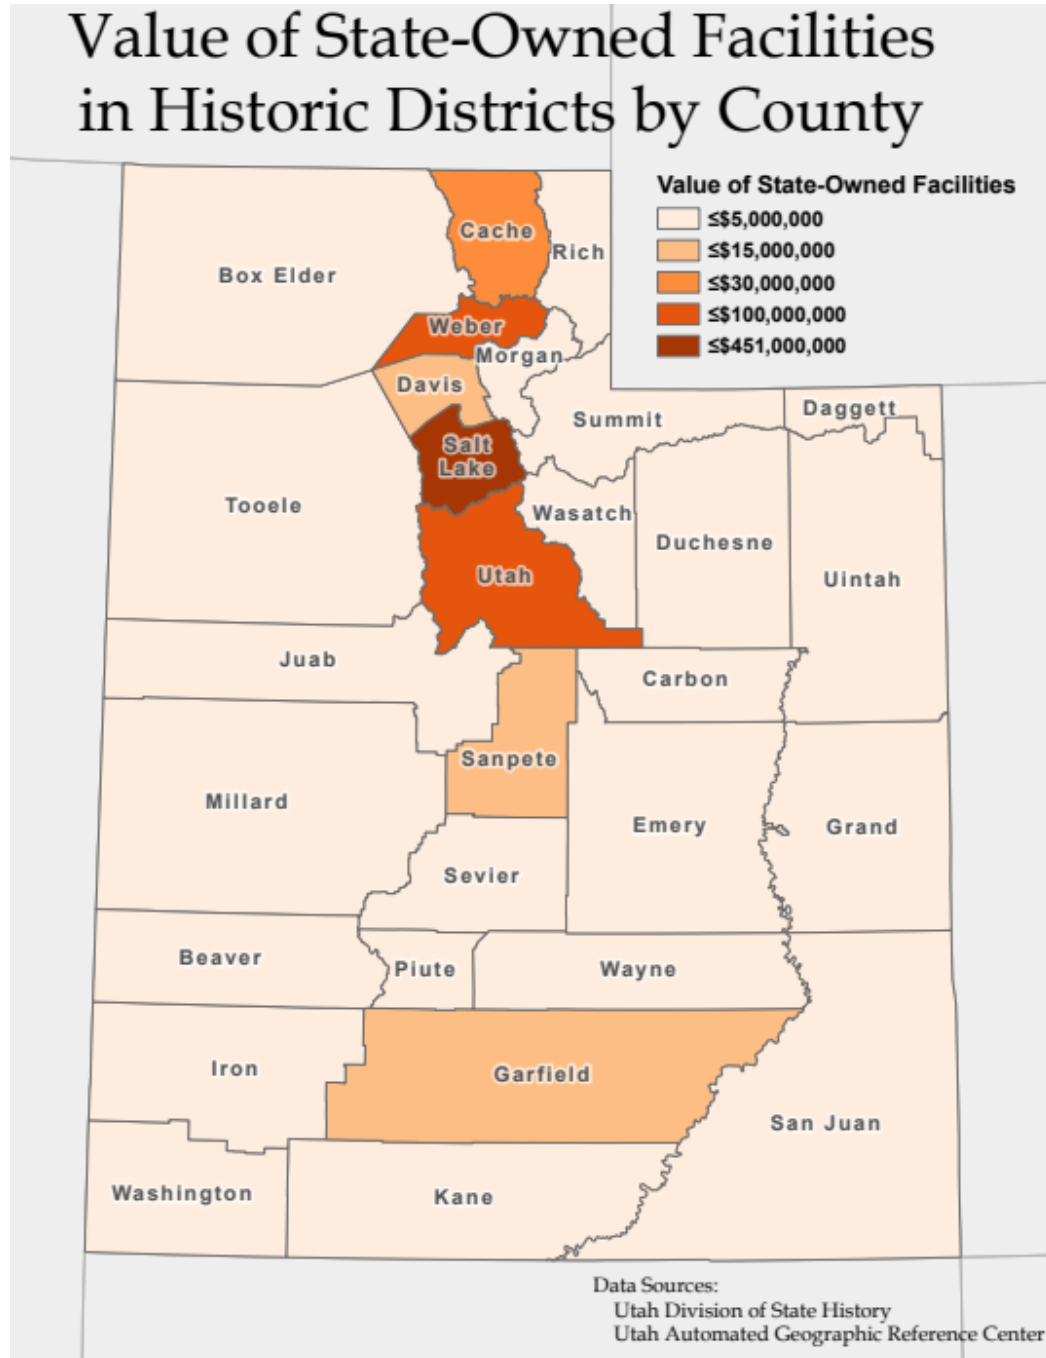 Value of State-Owned Facilities
in Historic Districts by County
Value of State-Owned Facilities
≤$5,000,000
≤$15,000,000
≤$30,000,000
≤$100,000,000
≤$451,000,000
Cache
Rich
Box Elder
Weber
Morgan
Davis
Daggett
Summit
Salt
Lake
Tooele
Wasatch
Duchesne
Utah
Uintah
Juab
Carbon
Sanpete
Millard
Emery
Grand
Sevier
Beaver
Piute
Wayne
Iron
Garfield
San Juan
Washington
Kane
Data Sources:
Utah Division of State History
Utah Automated Geographic Reference Center